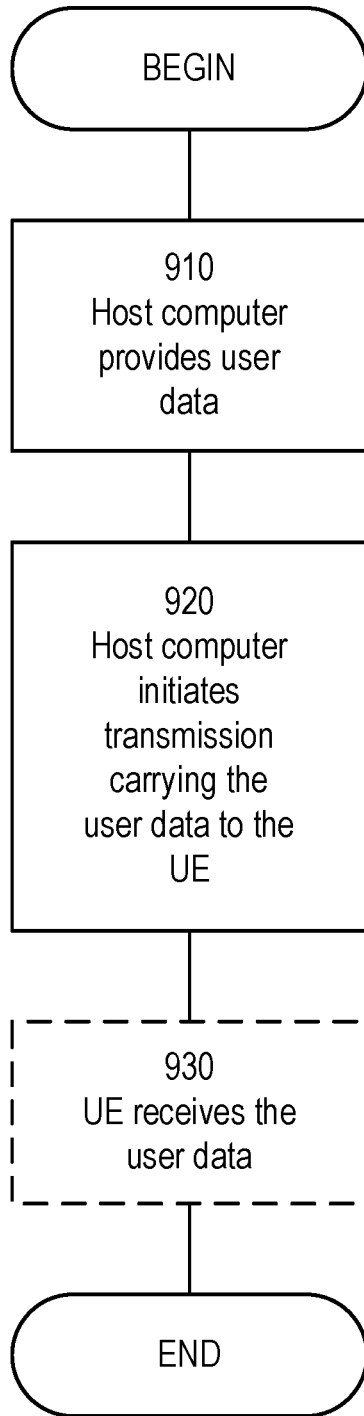 BEGIN
910
Host computer
provides user
data
920
Host computer
initiates
transmission
carrying the
user data to the
UE
930
UE receives the
user data
END